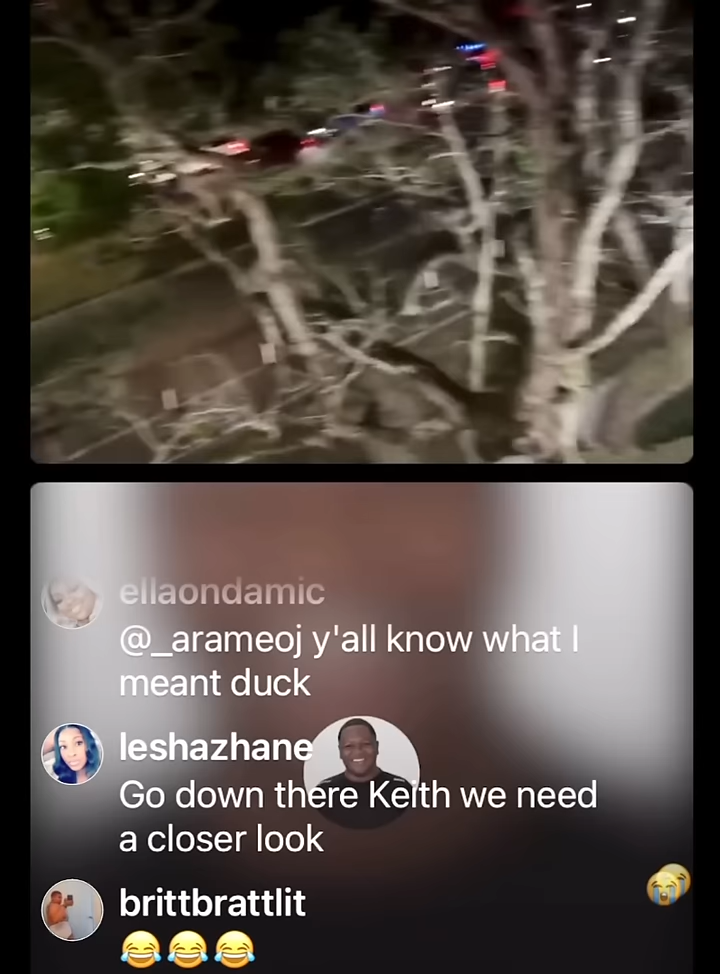 ellaondamic
@_arameoj y'all know what I
meant duck
leshazhane
Go down there Keith we need
a closer look
brittbrattlit
😂😂😂